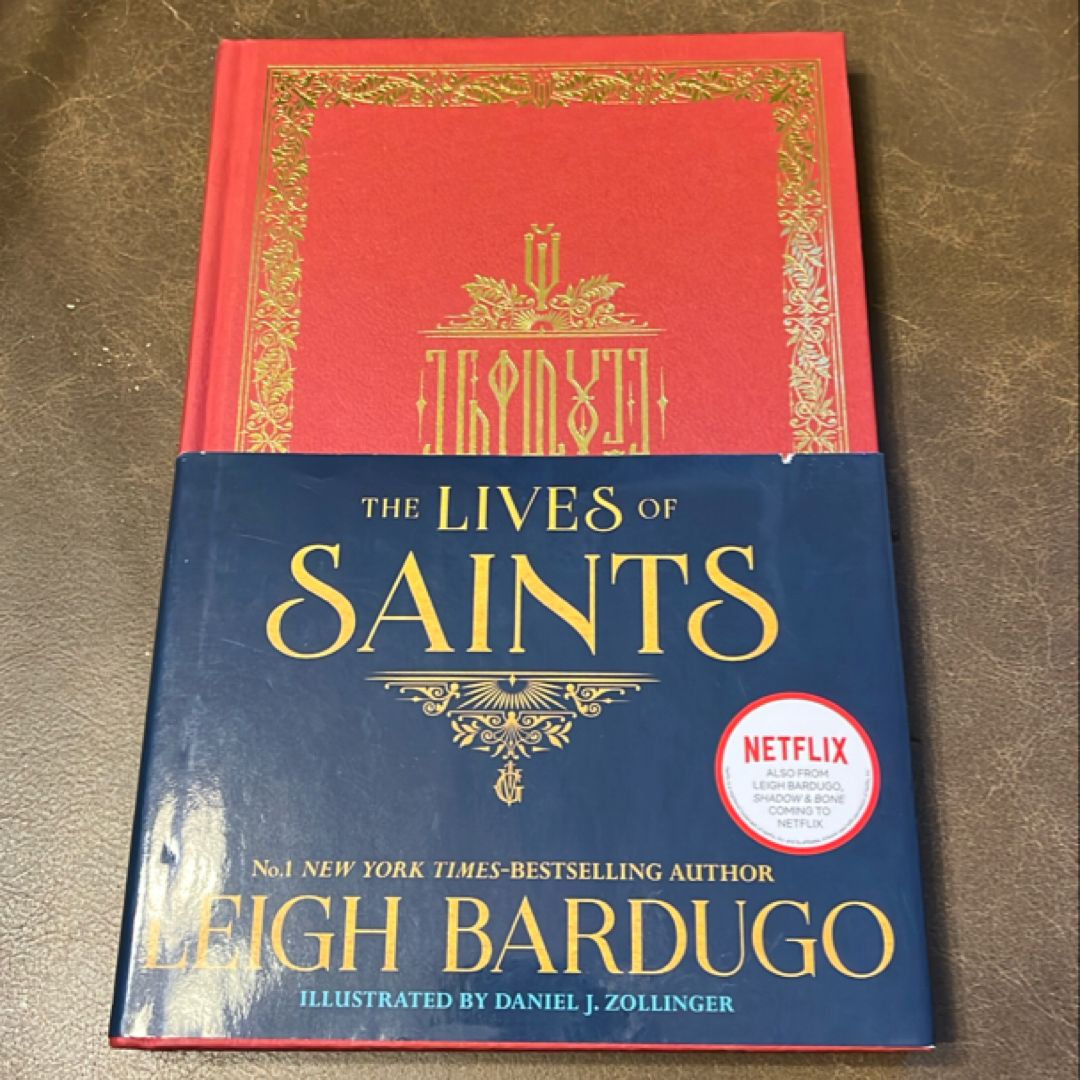 THE LIVES OF
SAINTS
NETFLIX
ALSO FROM
LEIGH BARDUGO,
SHADOW & BONE
COMING TO
NETFLIX
No.1 NEW YORK TIMES-BESTSELLING AUTHOR
LEIGH BARDUGO
ILLUSTRATED BY DANIEL J. ZOLLINGER